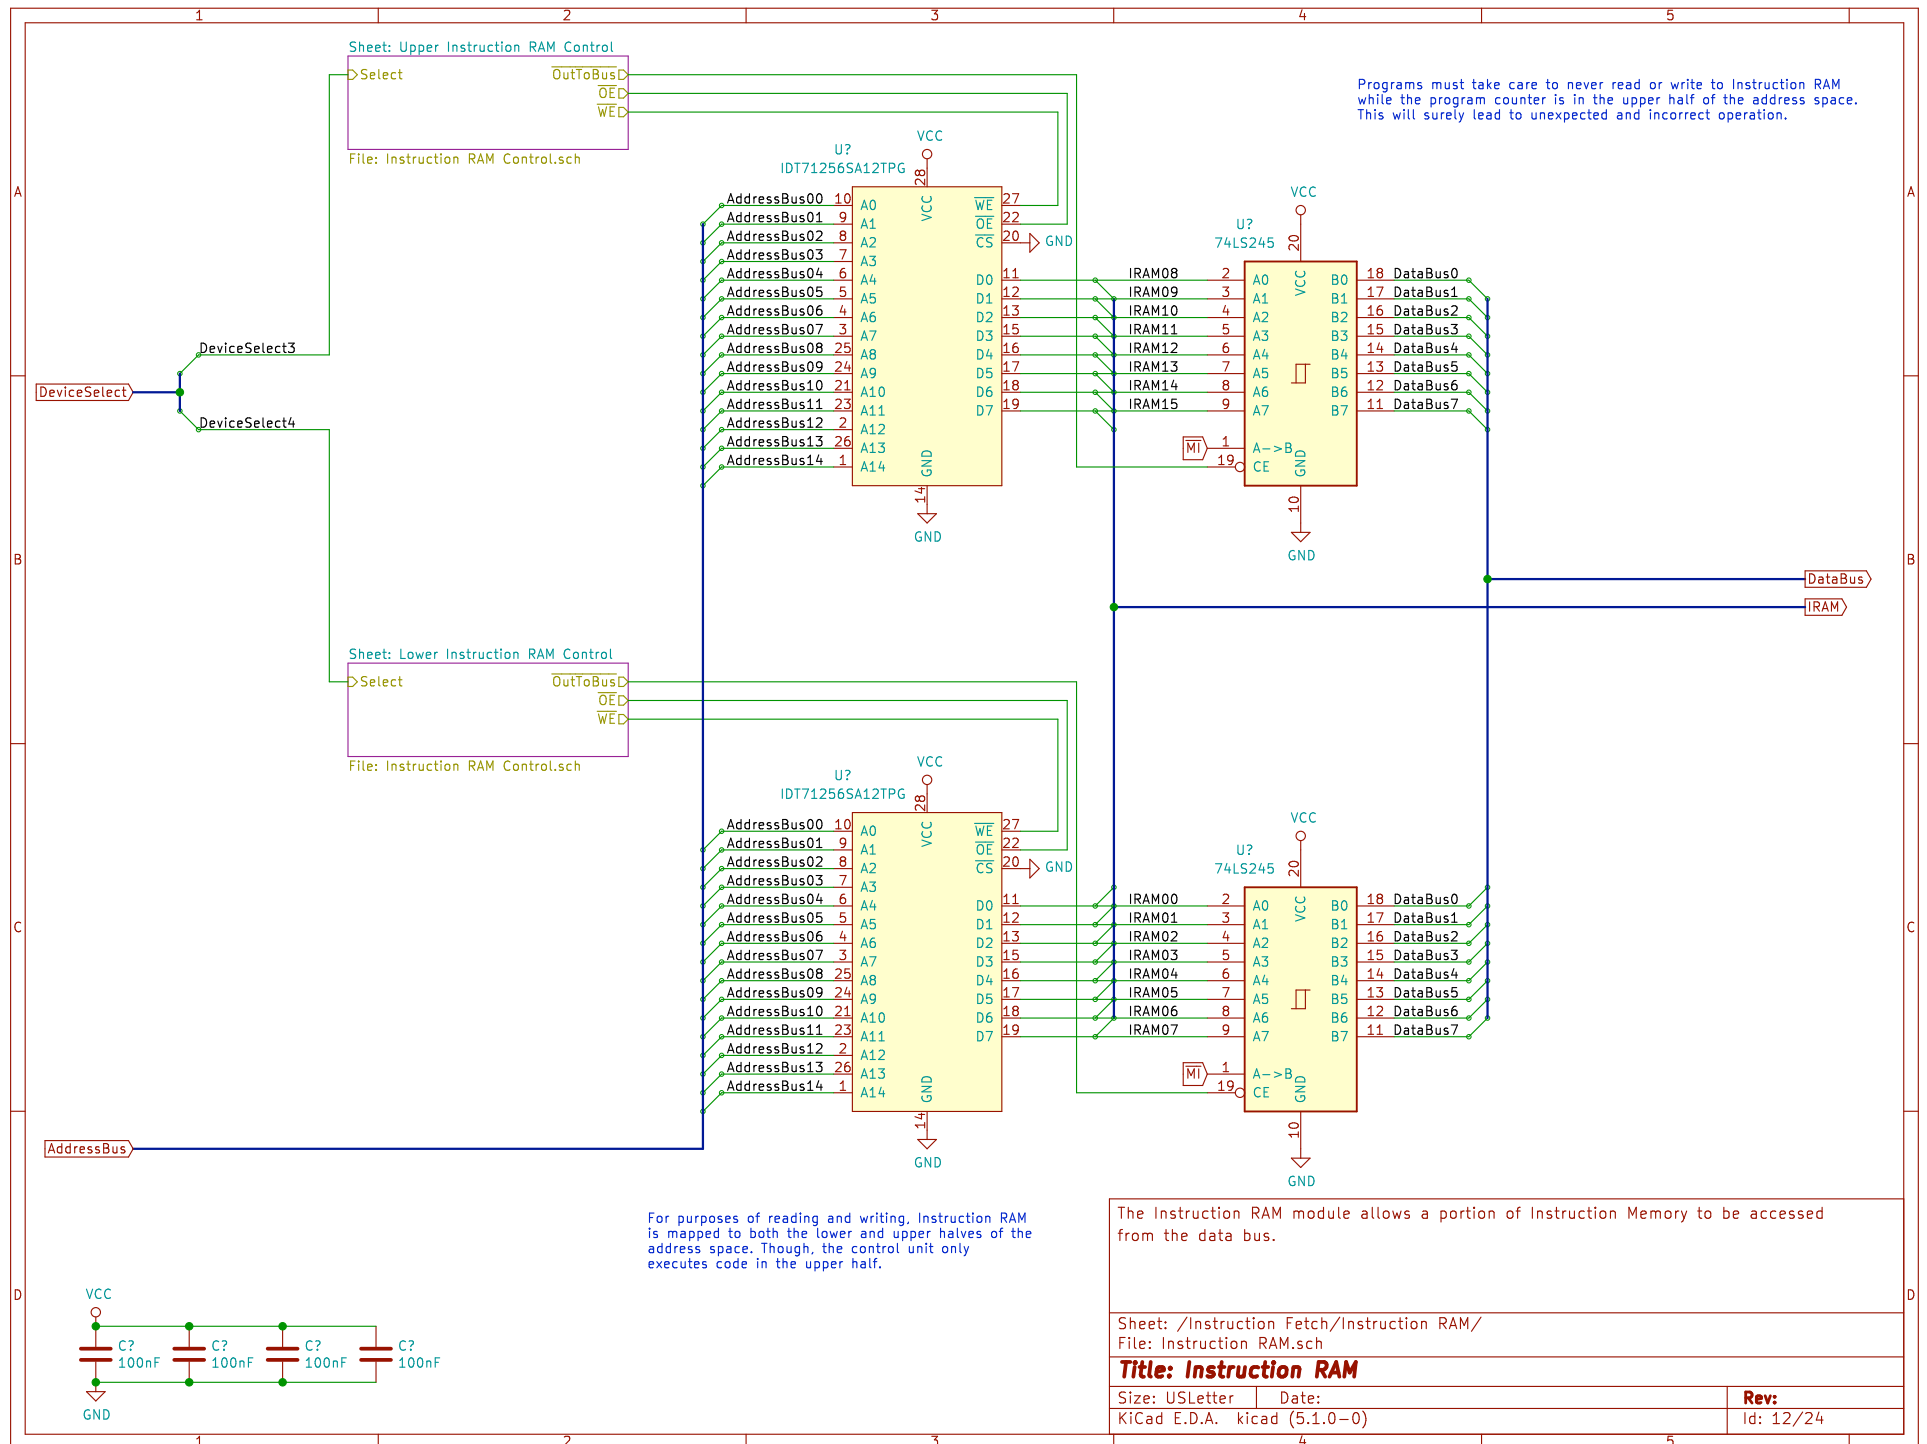 1 2 3 4 5
Sheet: Upper Instruction RAM Control
Select
OutToBus
OE
WE
File: Instruction RAM Control.sch
Programs must take care to never read or write to Instruction RAM
while the program counter is in the upper half of the address space.
This will surely lead to unexpected and incorrect operation.
A A
VCC
U?
IDT71256SA12TPG
28
VCC
AddressBus00 10 A0
AddressBus01 9 A1
AddressBus02 8 A2
AddressBus03 7 A3
AddressBus04 6 A4
AddressBus05 5 A5
AddressBus06 4 A6
AddressBus07 3 A7
AddressBus08 25 A8
AddressBus09 24 A9
AddressBus10 21 A10
AddressBus11 23 A11
AddressBus12 2 A12
AddressBus13 26 A13
AddressBus14 1 A14
WE 27
OE 22
CS 20 GND
D0 11
D1 12
D2 13
D3 15
D4 16
D5 17
D6 18
D7 19
GND
14
GND
VCC
U?
74LS245
20
VCC
IRAM08 2 A0 B0 18 DataBus0
IRAM09 3 A1 B1 17 DataBus1
IRAM10 4 A2 B2 16 DataBus2
IRAM11 5 A3 B3 15 DataBus3
IRAM12 6 A4 B4 14 DataBus4
IRAM13 7 A5 B5 13 DataBus5
IRAM14 8 A6 B6 12 DataBus6
IRAM15 9 A7 B7 11 DataBus7
MI 1 A->B
19 CE
GND
10
GND
DeviceSelect3
DeviceSelect
DeviceSelect4
B B
DataBus
IRAM
Sheet: Lower Instruction RAM Control
Select
OutToBus
OE
WE
File: Instruction RAM Control.sch
VCC
U?
IDT71256SA12TPG
28
VCC
AddressBus00 10 A0
AddressBus01 9 A1
AddressBus02 8 A2
AddressBus03 7 A3
AddressBus04 6 A4
AddressBus05 5 A5
AddressBus06 4 A6
AddressBus07 3 A7
AddressBus08 25 A8
AddressBus09 24 A9
AddressBus10 21 A10
AddressBus11 23 A11
AddressBus12 2 A12
AddressBus13 26 A13
AddressBus14 1 A14
WE 27
OE 22
CS 20 GND
D0 11
D1 12
D2 13
D3 15
D4 16
D5 17
D6 18
D7 19
GND
14
GND
VCC
U?
74LS245
20
VCC
IRAM00 2 A0 B0 18 DataBus0
IRAM01 3 A1 B1 17 DataBus1
IRAM02 4 A2 B2 16 DataBus2
IRAM03 5 A3 B3 15 DataBus3
IRAM04 6 A4 B4 14 DataBus4
IRAM05 7 A5 B5 13 DataBus5
IRAM06 8 A6 B6 12 DataBus6
IRAM07 9 A7 B7 11 DataBus7
MI 1 A->B
19 CE
GND
10
GND
C C
AddressBus
For purposes of reading and writing, Instruction RAM
is mapped to both the lower and upper halves of the
address space. Though, the control unit only
executes code in the upper half.
D D
VCC
C? C? C? C?
100nF 100nF 100nF 100nF
GND
The Instruction RAM module allows a portion of Instruction Memory to be accessed
from the data bus.
Sheet: /Instruction Fetch/Instruction RAM/
File: Instruction RAM.sch
Title: Instruction RAM
Size: USLetter Date: Rev:
KiCad E.D.A. kicad (5.1.0-0) Id: 12/24
1 2 3 4 5